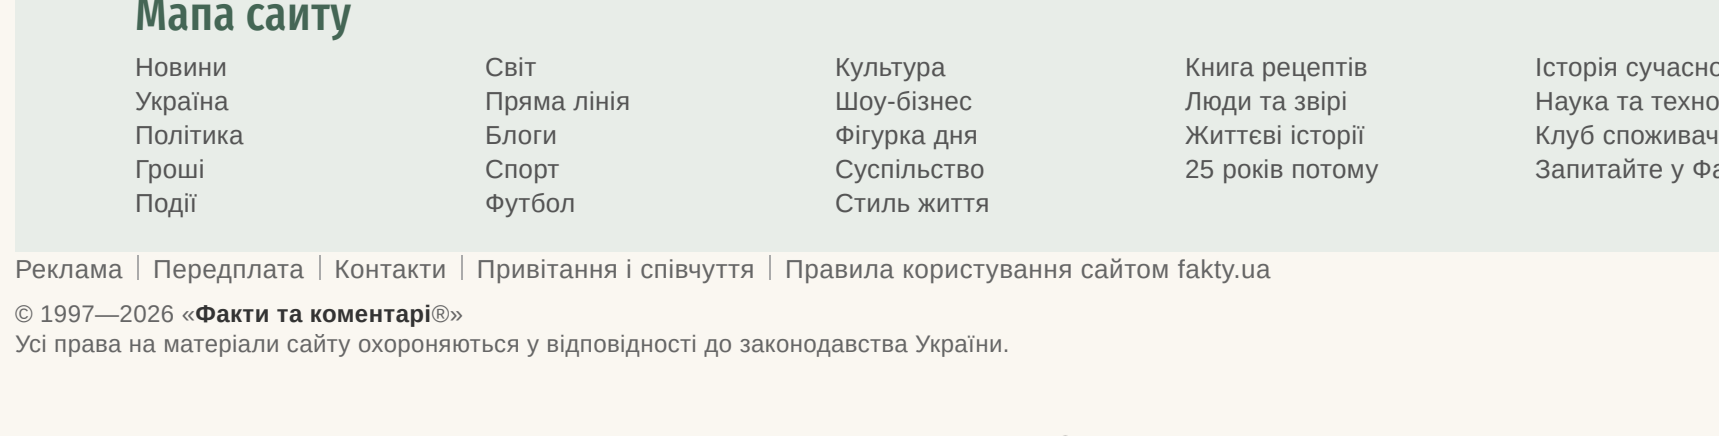 Мапа сайту
Новини
Україна
Політика
Гроші
Події
Світ
Пряма лінія
Блоги
Спорт
Футбол
Культура
Шоу-бізнес
Фігурка дня
Суспільство
Стиль життя
Книга рецептів
Люди та звірі
Життєві історії
25 років потому
Історія
Наука та
Клуб
Запитайте у
Реклама | Передплата | Контакти | Привітання і співчуття | Правила користування сайтом fakty.ua
© 1997—2026 «Факти та коментарі®»
Усі права на матеріали сайту охороняються у відповідності до законодавства України.